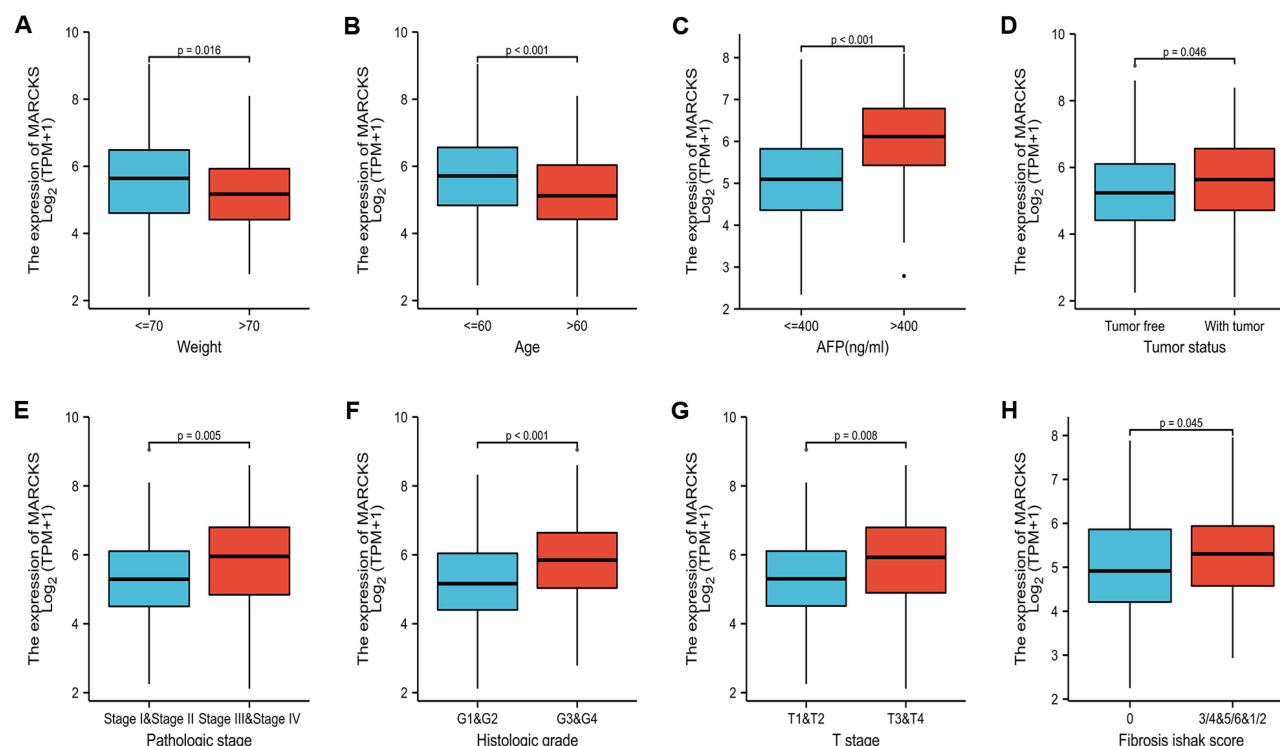 A
The expression of MARCKS
Log2 (TPM+1)
10
8
6
4
2
p = 0.016
<=70
>70
Weight
B
The expression of MARCKS
Log2 (TPM+1)
10
8
6
4
2
p < 0.001
<=60
>60
Age
C
The expression of MARCKS
Log2 (TPM+1)
8
7
6
5
4
3
2
p < 0.001
<=400
>400
AFP(ng/ml)
D
The expression of MARCKS
Log2 (TPM+1)
10
8
6
4
2
p = 0.046
Tumor free
With tumor
Tumor status
E
The expression of MARCKS
Log2 (TPM+1)
10
8
6
4
2
p = 0.005
Stage I&Stage II
Stage III&Stage IV
Pathologic stage
F
The expression of MARCKS
Log2 (TPM+1)
10
8
6
4
2
p < 0.001
G1&G2
G3&G4
Histologic grade
G
The expression of MARCKS
Log2 (TPM+1)
10
8
6
4
2
p = 0.008
T1&T2
T3&T4
T stage
H
The expression of MARCKS
Log2 (TPM+1)
8
7
6
5
4
3
2
p = 0.045
0
3/4&5/6&1/2
Fibrosis ishak score